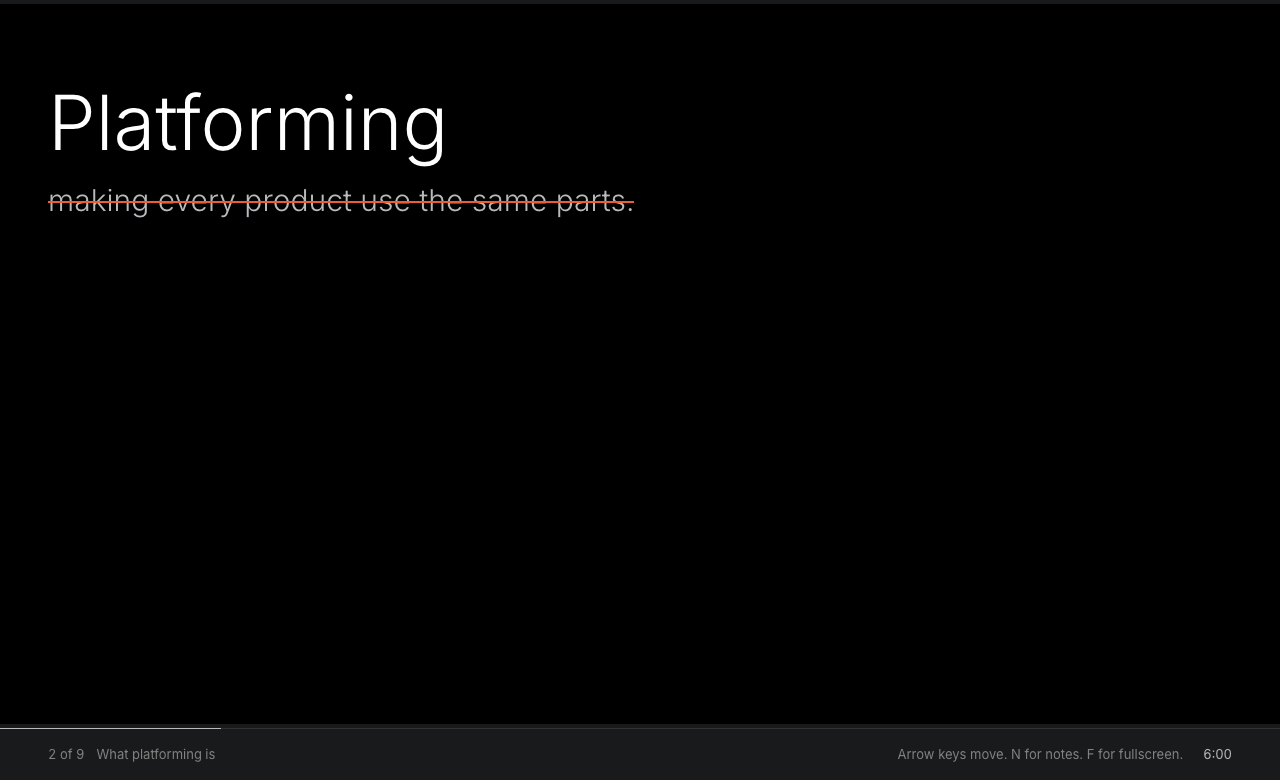 Platforming
making every product use the same parts.
2 of 9 What platforming is
Arrow keys move. N for notes. F for fullscreen. 6:00